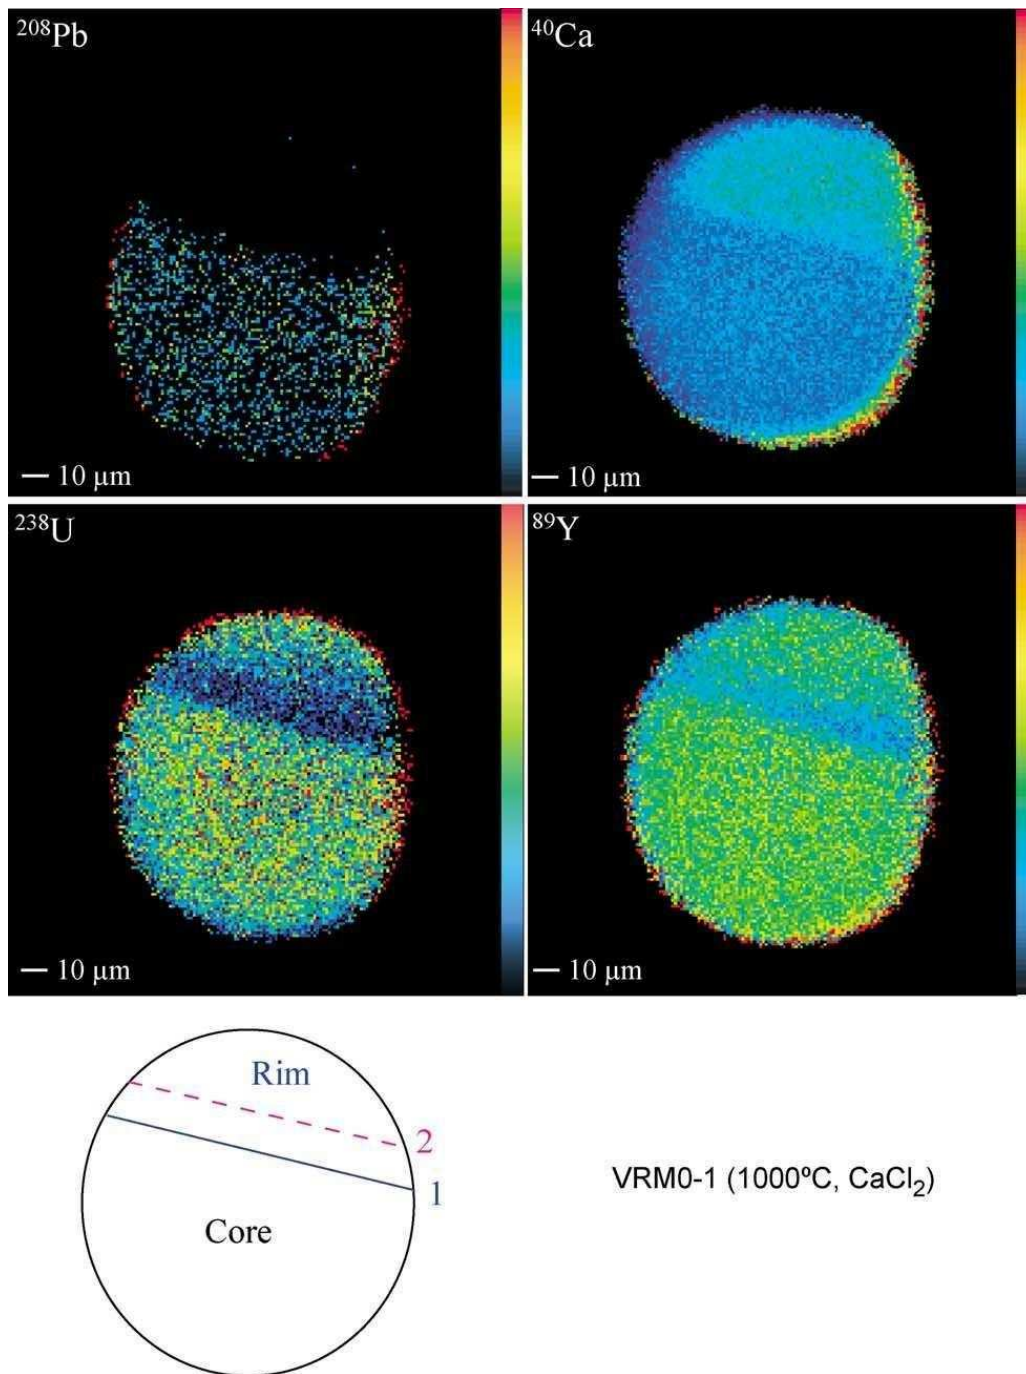 ²⁰⁸Pb
⁴⁰Ca
10 µm
10 µm
²³⁸U
⁸⁹Y
10 µm
10 µm
Rim
2
1
Core
VRM0-1 (1000ºC, CaCl₂)